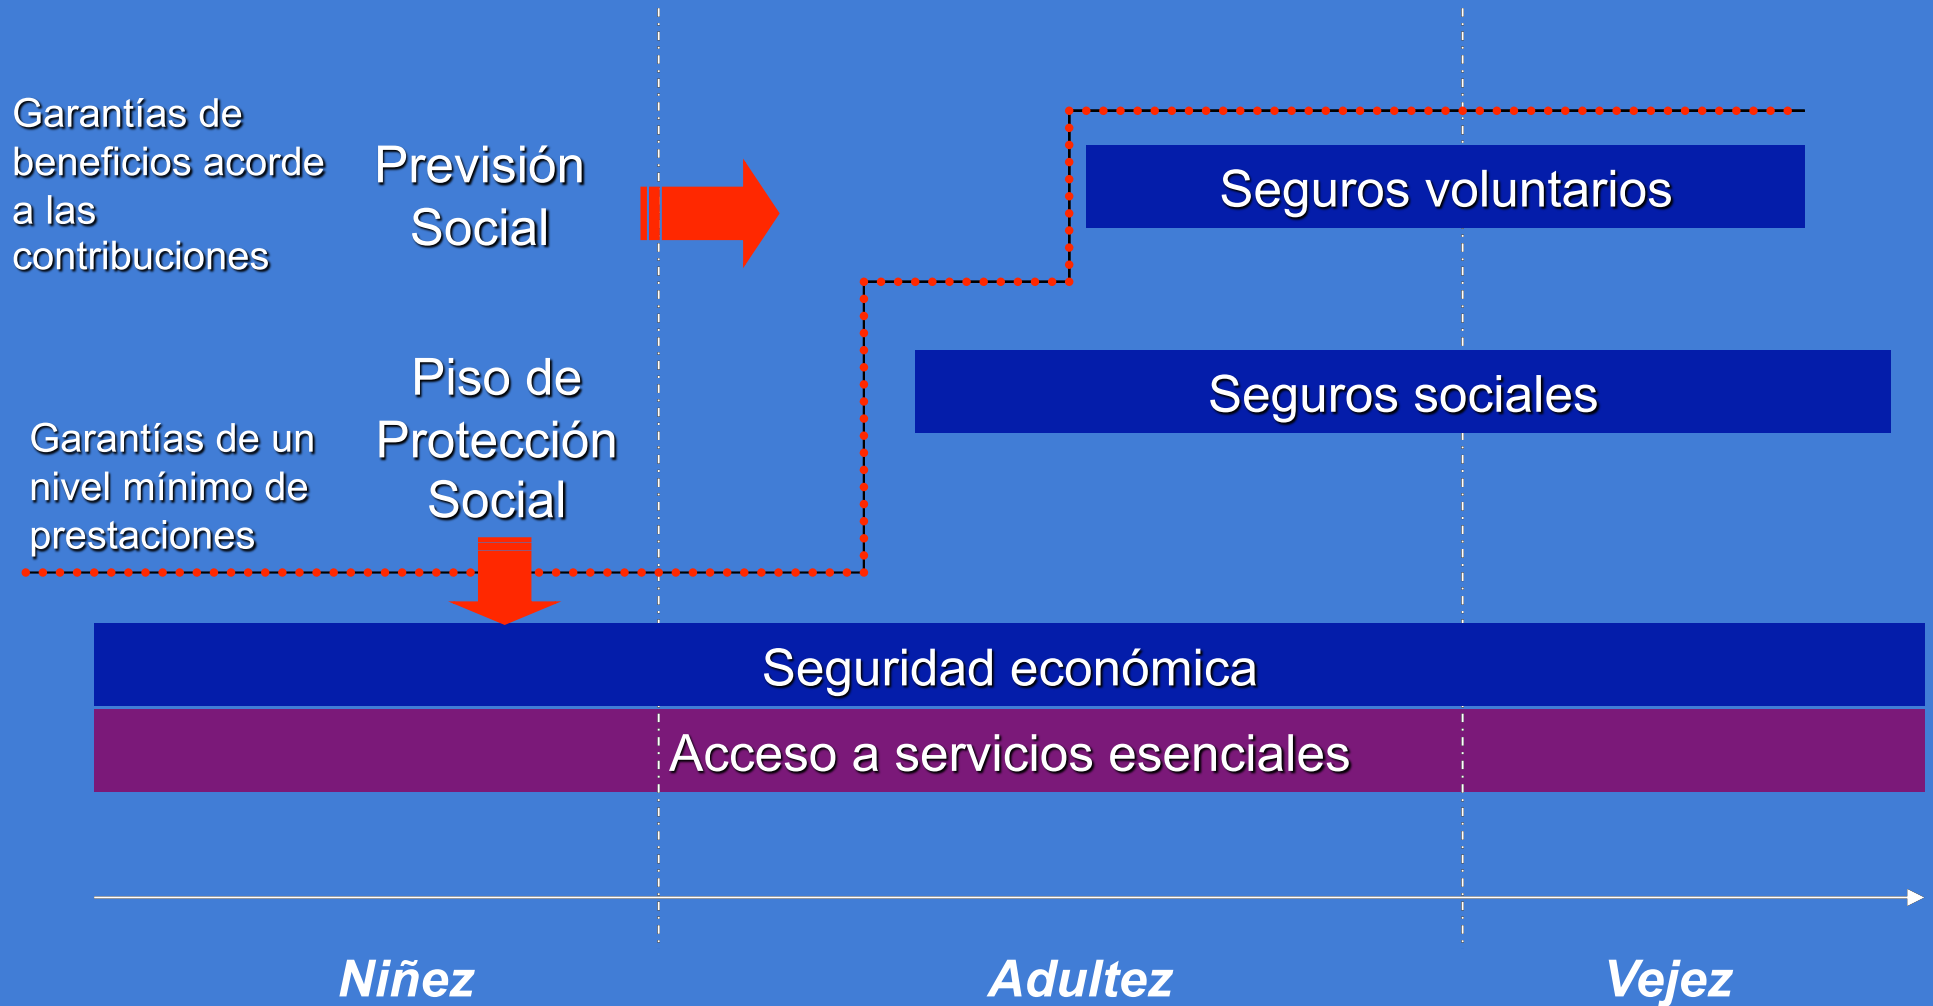 Garantías de
beneficios acorde
a las
contribuciones
Previsión
Social
Seguros voluntarios
Piso de
Protección
Social
Garantías de un
nivel mínimo de
prestaciones
Seguros sociales
Seguridad económica
Acceso a servicios esenciales
Niñez
Adultez
Vejez